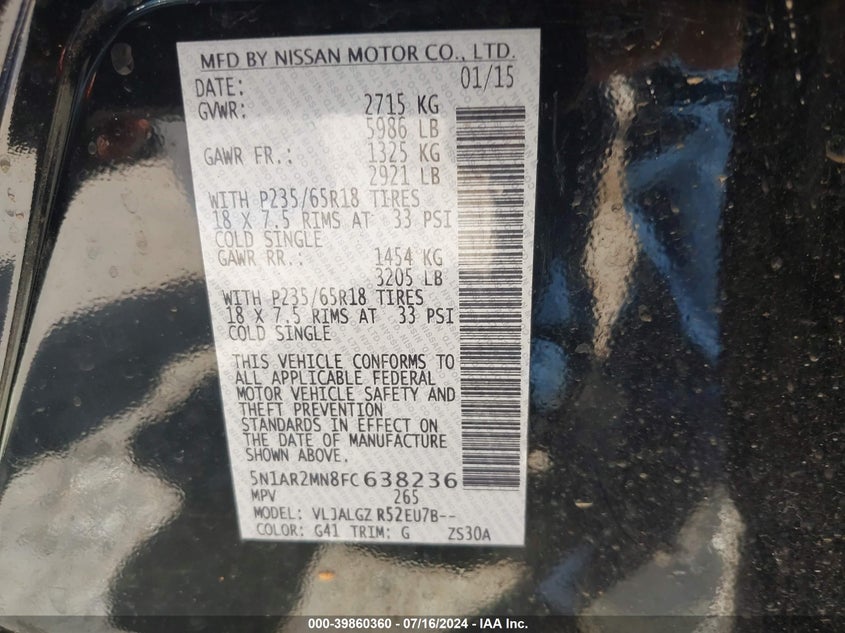 MFD BY NISSAN MOTOR CO., LTD.
DATE: 01/15
GVWR: 2715 KG
5986 LB
GAWR FR.: 1325 KG
2921 LB
WITH P235/65R18 TIRES
18 X 7.5 RIMS AT 33 PSI
COLD SINGLE
GAWR RR.: 1454 KG
3205 LB
WITH P235/65R18 TIRES
18 X 7.5 RIMS AT 33 PSI
COLD SINGLE
THIS VEHICLE CONFORMS TO
ALL APPLICABLE FEDERAL
MOTOR VEHICLE SAFETY AND
THEFT PREVENTION
STANDARDS IN EFFECT ON
THE DATE OF MANUFACTURE
SHOWN ABOVE.
5N1AR2MN8FC638236
MPV 265
MODEL: VLJALGZ R52EU7B--
COLOR: G41 TRIM: G ZS30A
000-39860360 - 07/16/2024 - IAA Inc.